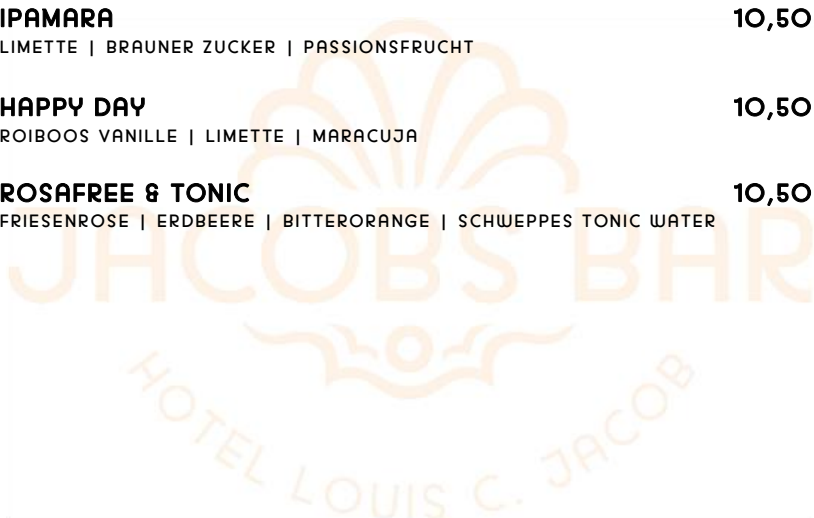 IPAMARA 10,50
LIMETTE | BRAUNER ZUCKER | PASSIONSFRUCHT
HAPPY DAY 10,50
ROIBOOS VANILLE | LIMETTE | MARACUJA
ROSAFREE & TONIC 10,50
FRIESENROSE | ERDBEERE | BITTERORANGE | SCHWEPPES TONIC WATER
JACOBS BAR
HOTEL LOUIS C. JACOB